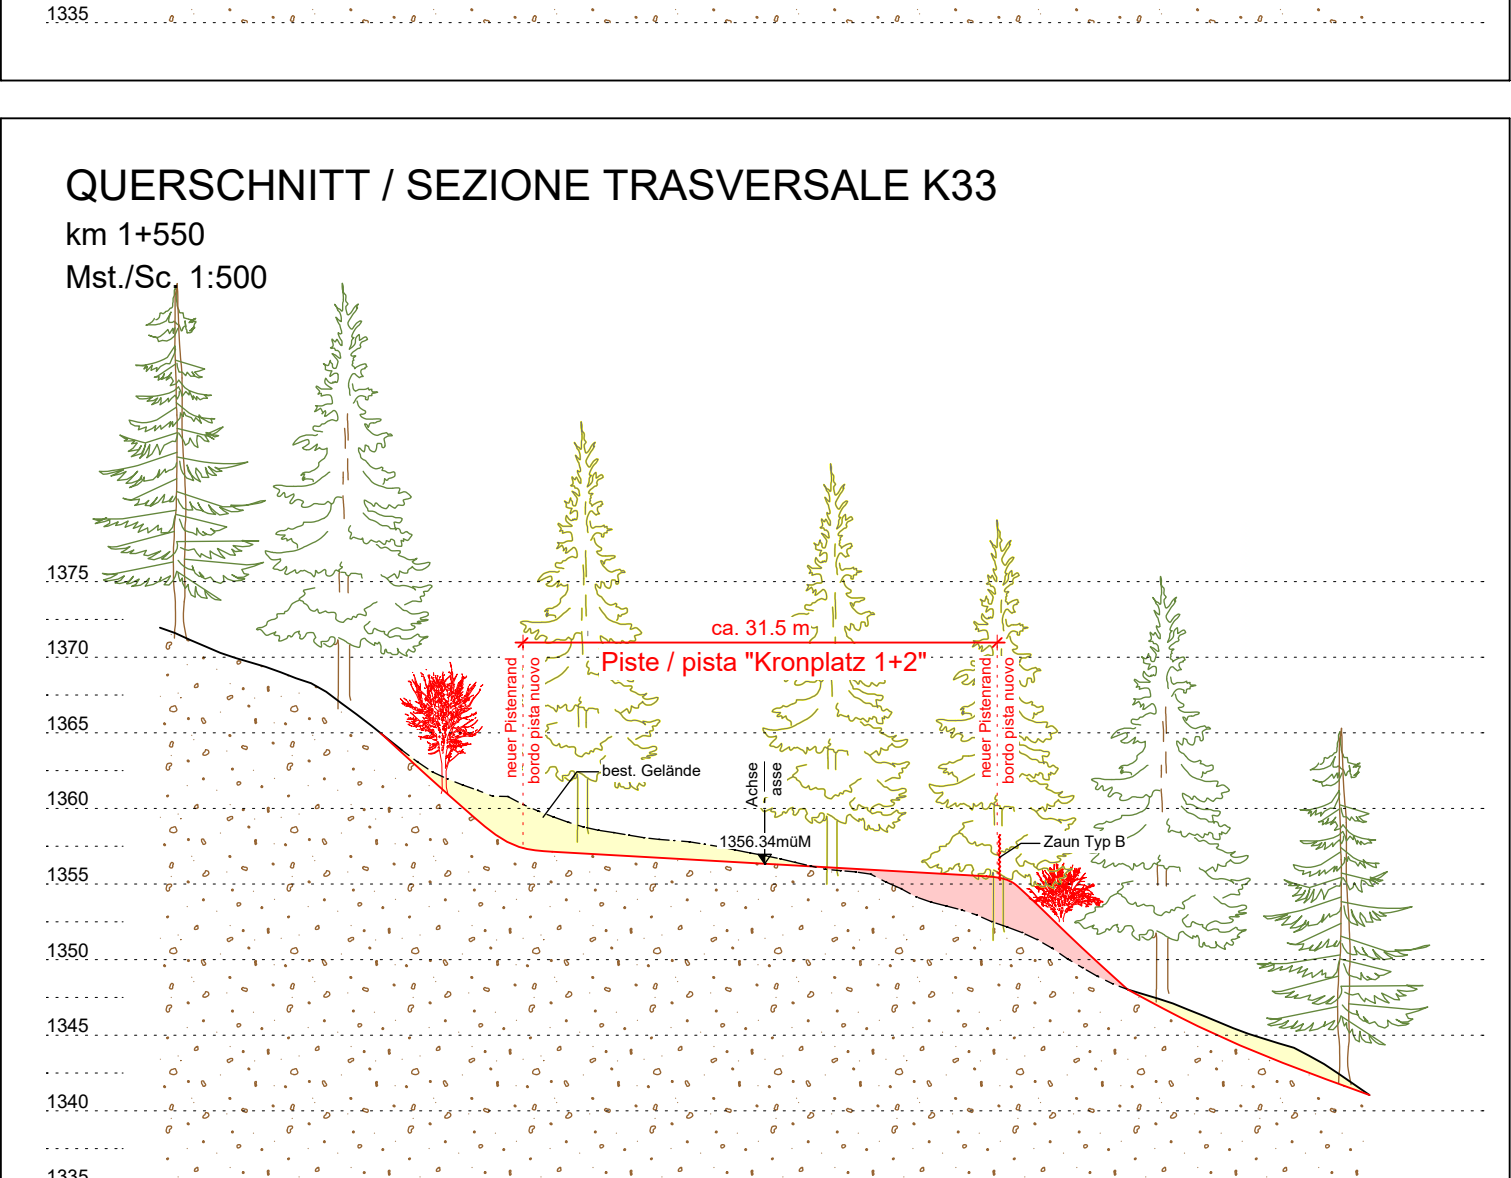 1335
QUERSCHNITT / SEZIONE TRASVERSALE K33
km 1+550
Mst./Sc. 1:500
1375
ca. 31.5 m
1370
Piste / pista "Kronplatz 1+2"
neuer Pistenrand
bordo pista nuovo
neuer Pistenrand
bordo pista nuovo
1365
best. Gelände
Achse
asse
1360
1356.34müM
Zaun Typ B
1355
1350
1345
1340
1335